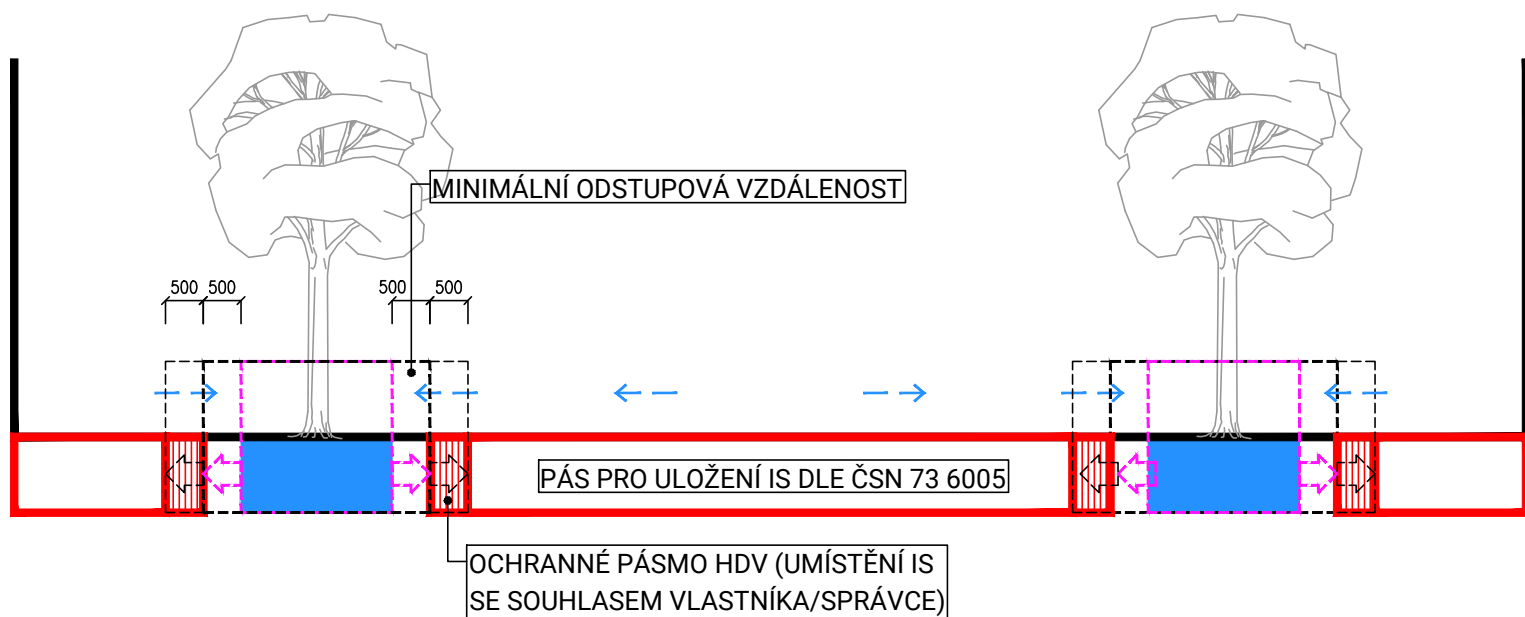 MINIMÁLNÍ ODSTUPOVÁ VZDÁLENOST
500 500 500 500
PÁS PRO ULOŽENÍ IS DLE ČSN 73 6005
OCHRANNÉ PÁSMO HDV (UMÍSTĚNÍ IS
SE SOUHLASEM VLASTNÍKA/SPRÁVCE)